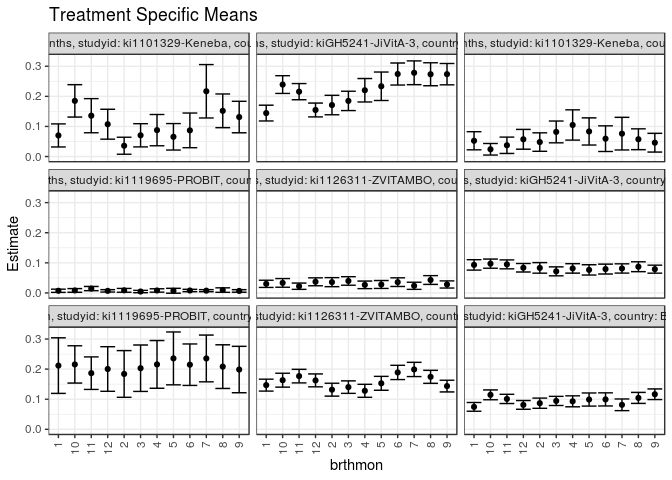 Treatment Specific Means
nths, studyid: ki1101329-Keneba, cou
s, studyid: kiGH5241-JiVitA-3, country
nths, studyid: ki1101329-Keneba, cou
0.3
0.2
0.1
0.0
ths, studyid: ki1119695-PROBIT, coun
s, studyid: ki1126311-ZVITAMBO, cou
s, studyid: kiGH5241-JiVitA-3, country
0.3
0.2
0.1
0.0
Estimate
, studyid: ki1119695-PROBIT, country
studyid: ki1126311-ZVITAMBO, countr
studyid: kiGH5241-JiVitA-3, country: B
0.3
0.2
0.1
0.0
1 10 11 12 2 3 4 5 6 7 8 9 1 10 11 12 2 3 4 5 6 7 8 9 1 10 11 12 2 3 4 5 6 7 8 9
brthmon